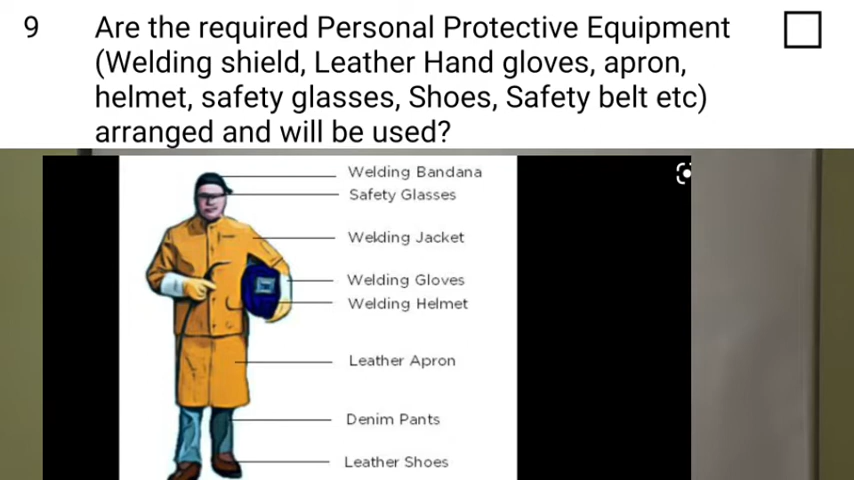 9 Are the required Personal Protective Equipment
(Welding shield, Leather Hand gloves, apron,
helmet, safety glasses, Shoes, Safety belt etc)
arranged and will be used?
Welding Bandana
Safety Glasses
Welding Jacket
Welding Gloves
Welding Helmet
Leather Apron
Denim Pants
Leather Shoes